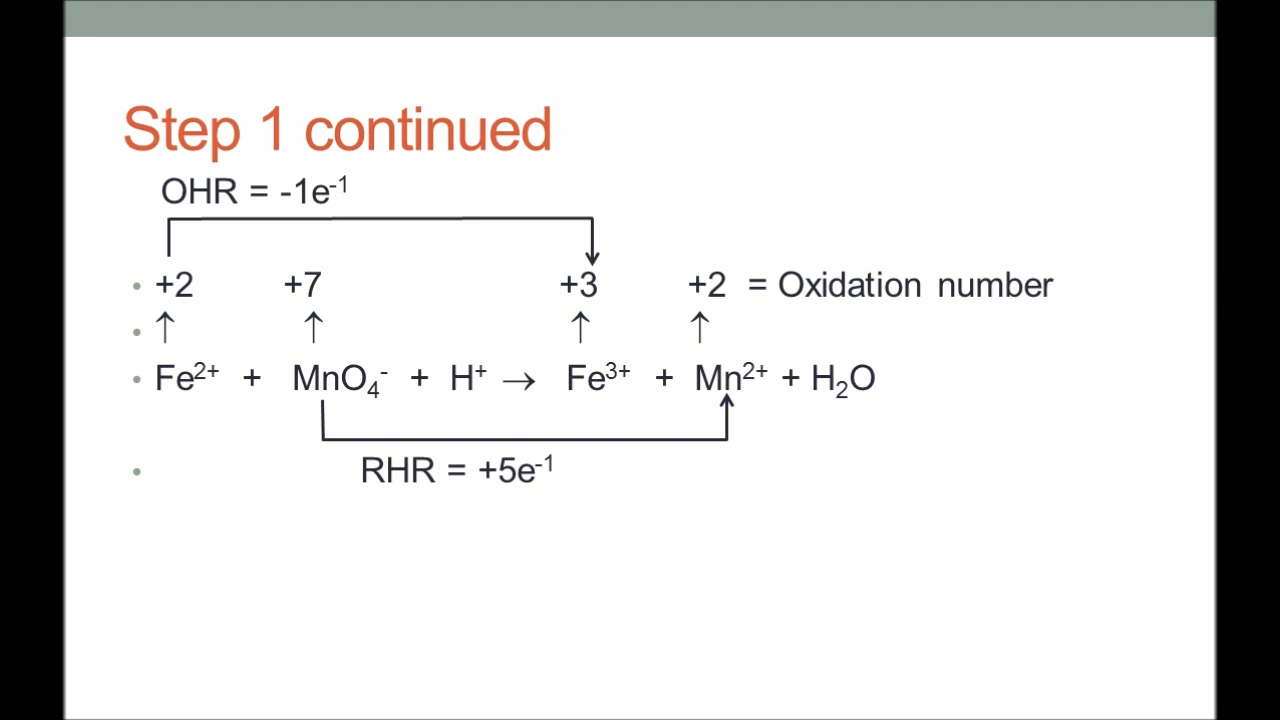 Step 1 continued
OHR = -1e⁻¹
• +2 +7 +3 +2 = Oxidation number
• ↑ ↑ ↑ ↑
• Fe²⁺ + MnO₄⁻ + H⁺ → Fe³⁺ + Mn²⁺ + H₂O
• RHR = +5e⁻¹